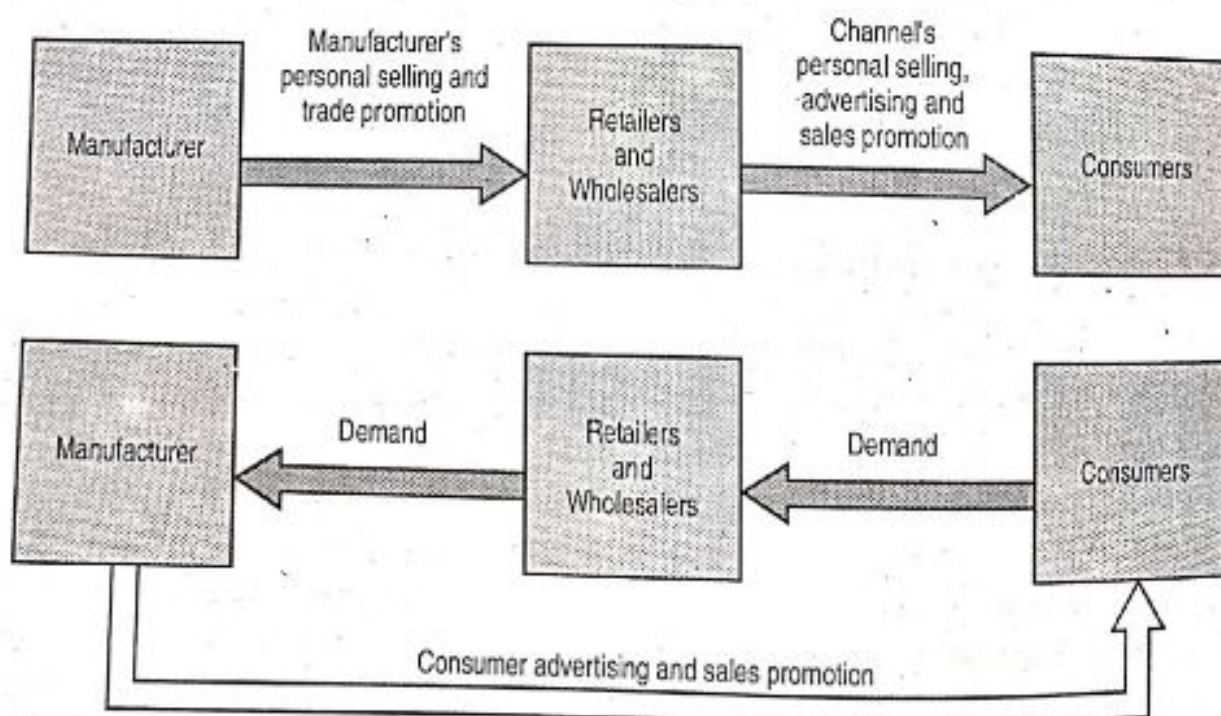 Manufacturer's
personal selling and
trade promotion
Channel's
personal selling,
advertising and
sales promotion
Manufacturer
Retailers
and
Wholesalers
Consumers
Manufacturer
Demand
Retailers
and
Wholesalers
Demand
Consumers
Consumer advertising and sales promotion